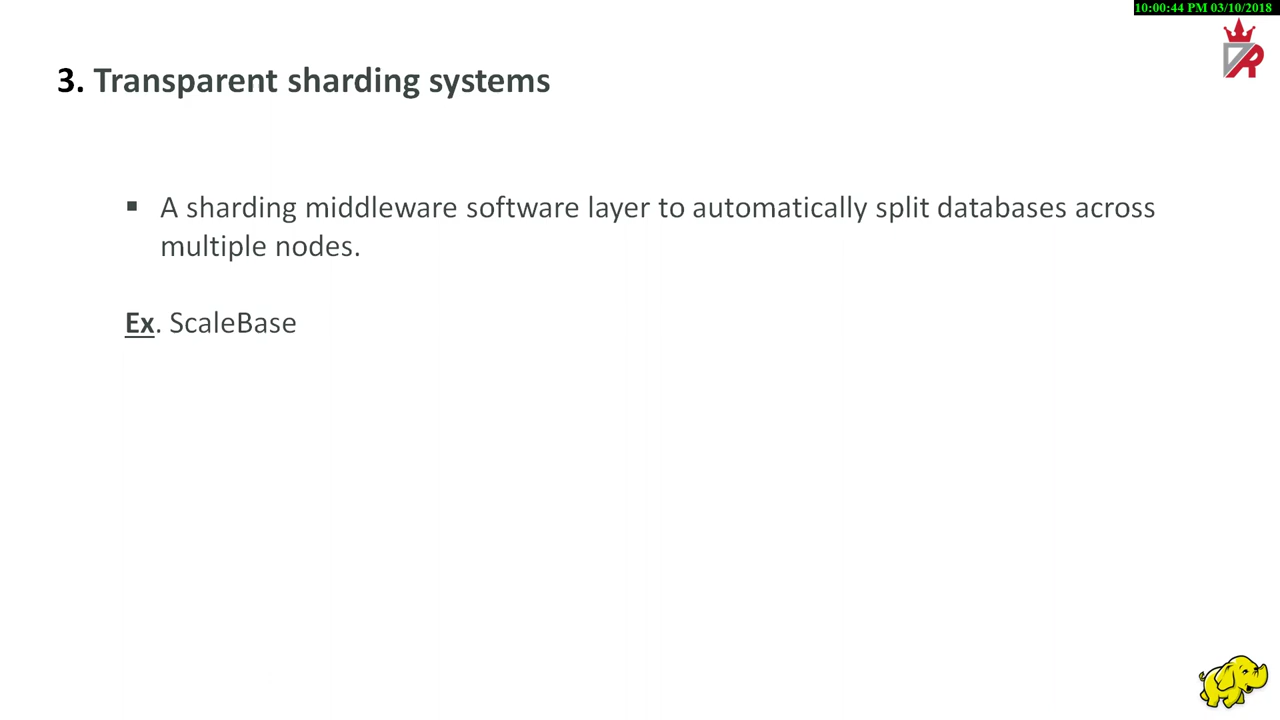 10:00:44 PM 03/10/2018
3. Transparent sharding systems
▪ A sharding middleware software layer to automatically split databases across
multiple nodes.
Ex. ScaleBase